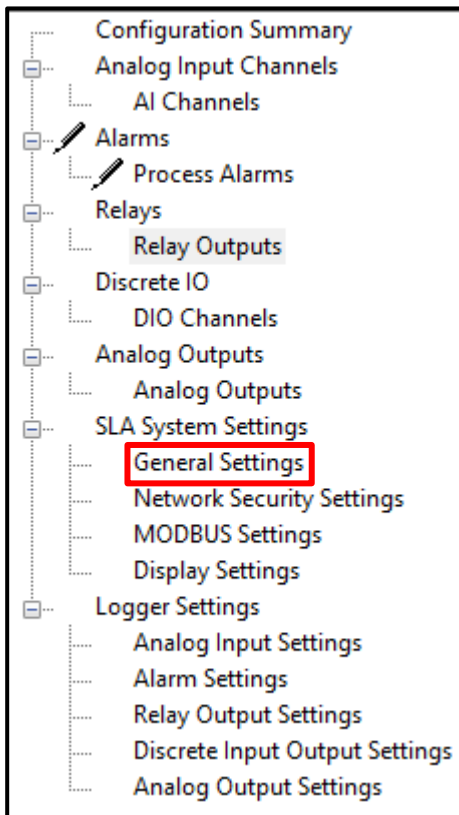 Configuration Summary
Analog Input Channels
AI Channels
Alarms
Process Alarms
Relays
Relay Outputs
Discrete IO
DIO Channels
Analog Outputs
Analog Outputs
SLA System Settings
General Settings
Network Security Settings
MODBUS Settings
Display Settings
Logger Settings
Analog Input Settings
Alarm Settings
Relay Output Settings
Discrete Input Output Settings
Analog Output Settings